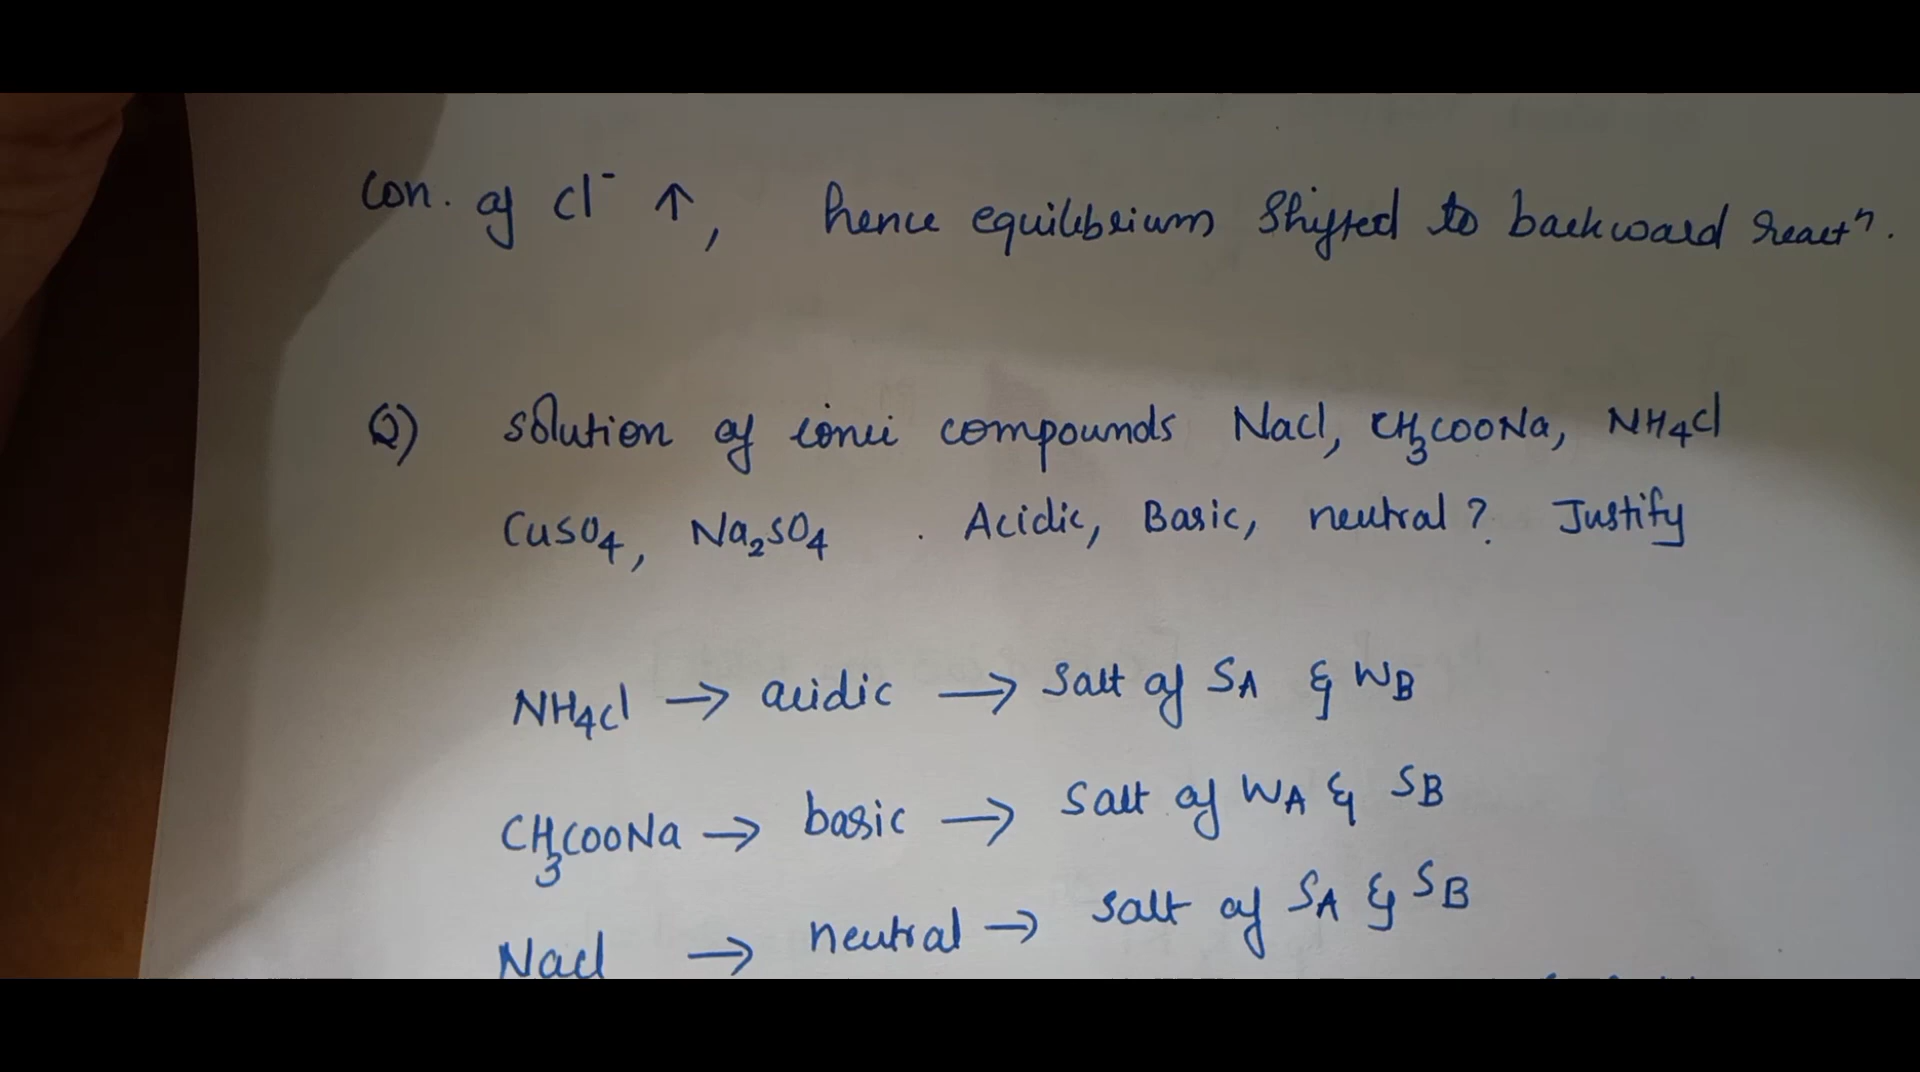 Con. of Cl⁻ ↑, hence equilibrium shifted to backward reactⁿ.
Q) Solution of ionic compounds NaCl, CH₃COONa, NH₄Cl
CuSO₄, Na₂SO₄ . Acidic, Basic, neutral? Justify
NH₄Cl → acidic → Salt of SA & WB
CH₃COONa → basic → Salt of WA & SB
NaCl → neutral → Salt of SA & SB